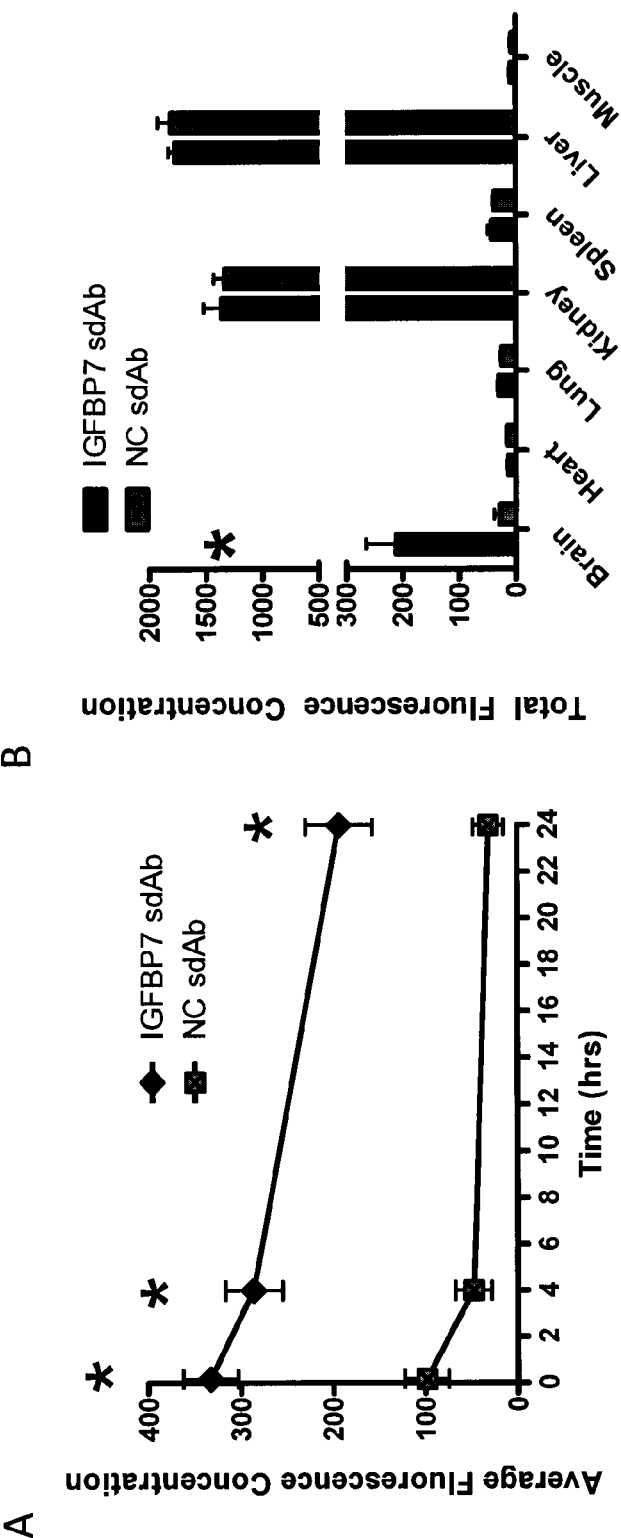 A
Average Fluorescence Concentration
400
300
200
100
0
IGFBP7 sdAb
NC sdAb
*
*
*
0 2 4 6 8 10 12 14 16 18 20 22 24
Time (hrs)
B
Total Fluorescence Concentration
2000
1500
1000
500
300
200
100
0
IGFBP7 sdAb
NC sdAb
*
Brain Heart Lung Kidney Spleen Liver Muscle